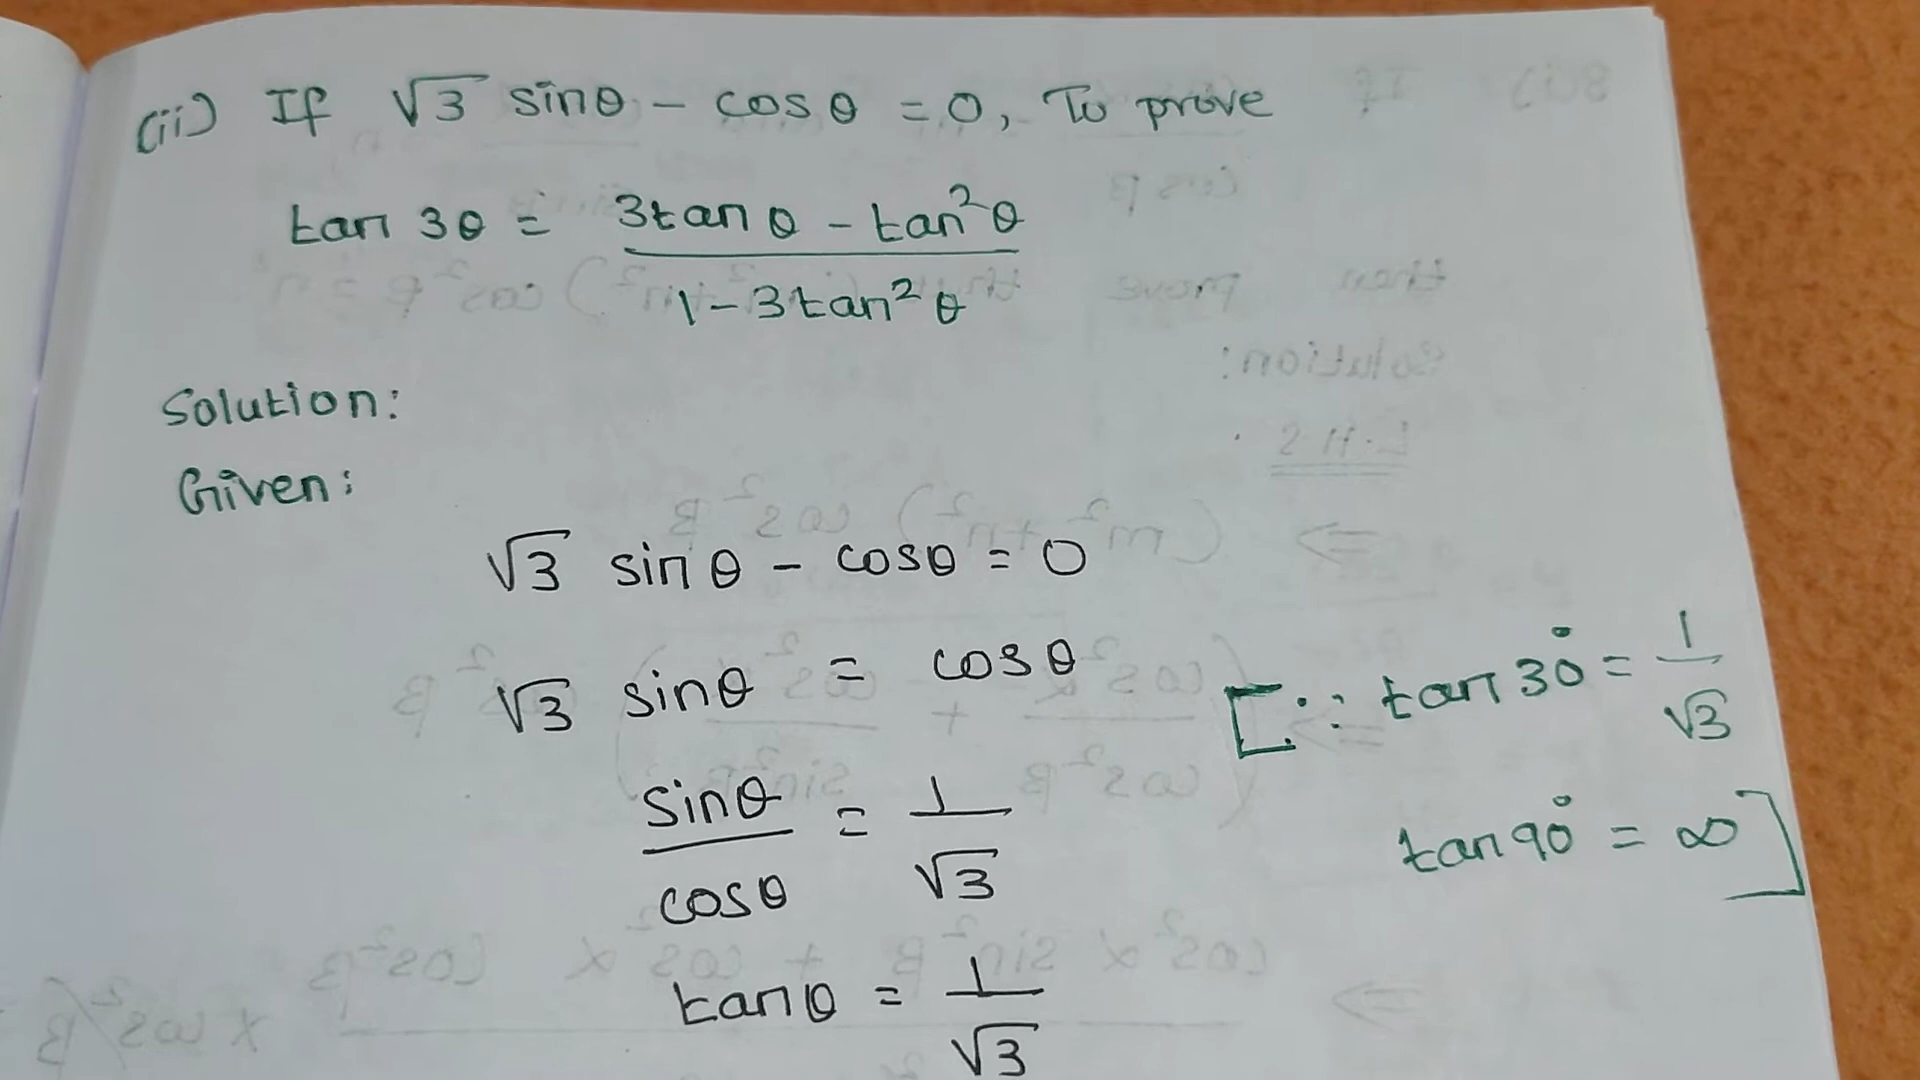 (ii) If √3 sinθ - cosθ = 0, To prove
tan 3θ = 3tanθ - tan²θ / 1 - 3tan²θ
Solution:
Given:
√3 sinθ - cosθ = 0
√3 sinθ = cosθ
[∵ tan 30° = 1/√3
sinθ/cosθ = 1/√3
tan 90° = ∞]
tanθ = 1/√3